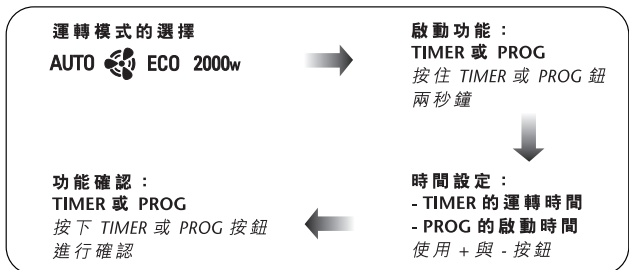 運轉模式的選擇
AUTO ECO 2000w
啟動功能：
TIMER 或 PROG
按住 TIMER 或 PROG 鈕
兩秒鐘
時間設定：
- TIMER 的運轉時間
- PROG 的啟動時間
使用 + 與 - 按鈕
功能確認：
TIMER 或 PROG
按下 TIMER 或 PROG 按鈕
進行確認